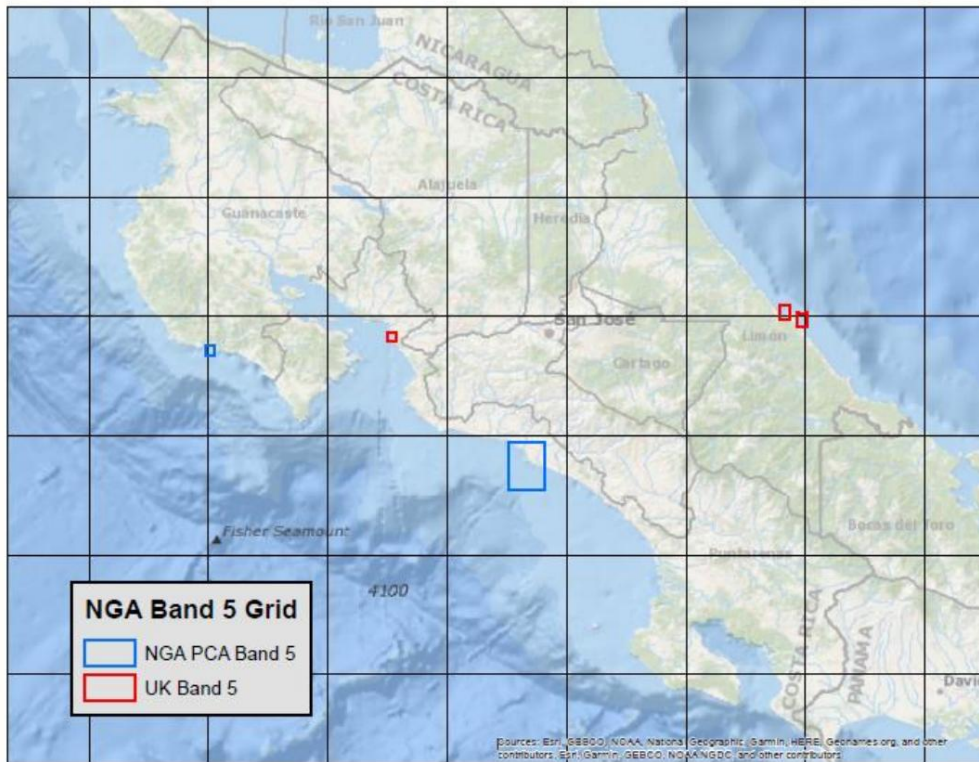 Rio San Juan
NICARAGUA
COSTA RICA
Alajuela
Guanacaste
Heredia
San José
Limón
Cartago
Bocas del Toro
Fisher Seamount
Puntarenas
4100
COSTA RICA
PANAMA
Davi
NGA Band 5 Grid
NGA PCA Band 5
UK Band 5
Sources: Esri, GEBCO, NOAA, National Geographic, Garmin, HERE, Geonames.org, and other
contributors, Esri, Garmin, GEBCO, NOAA NGDC, and other contributors